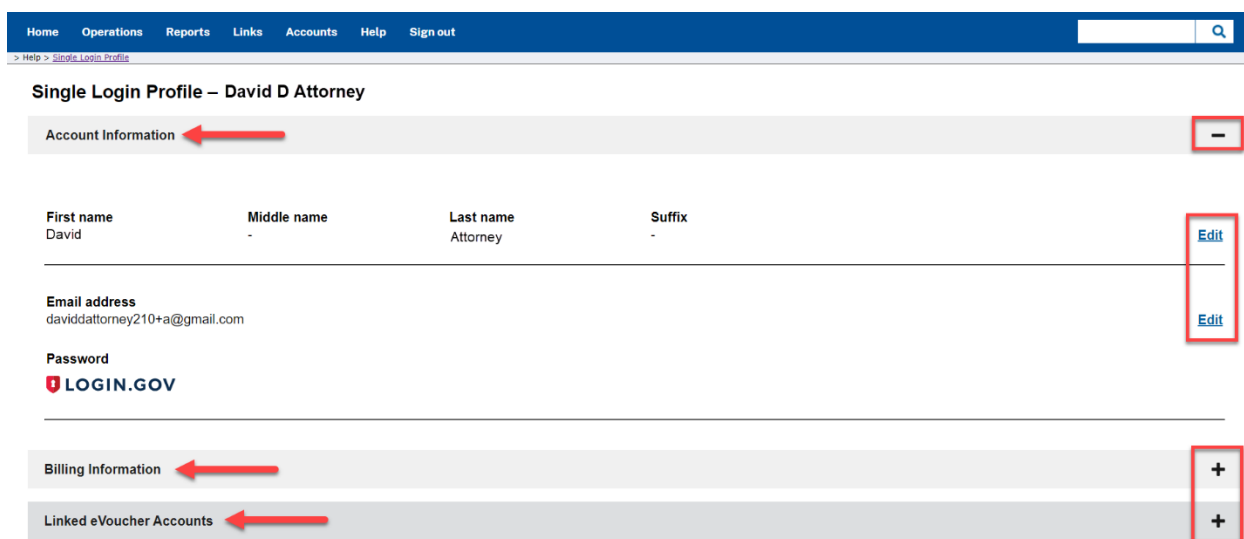 Home Operations Reports Links Accounts Help Sign out
> Help > Single Login Profile
Single Login Profile – David D Attorney
Account Information
First name Middle name Last name Suffix
David - Attorney - Edit
Email address
daviddattorney210+a@gmail.com Edit
Password
LOGIN.GOV
Billing Information
Linked eVoucher Accounts